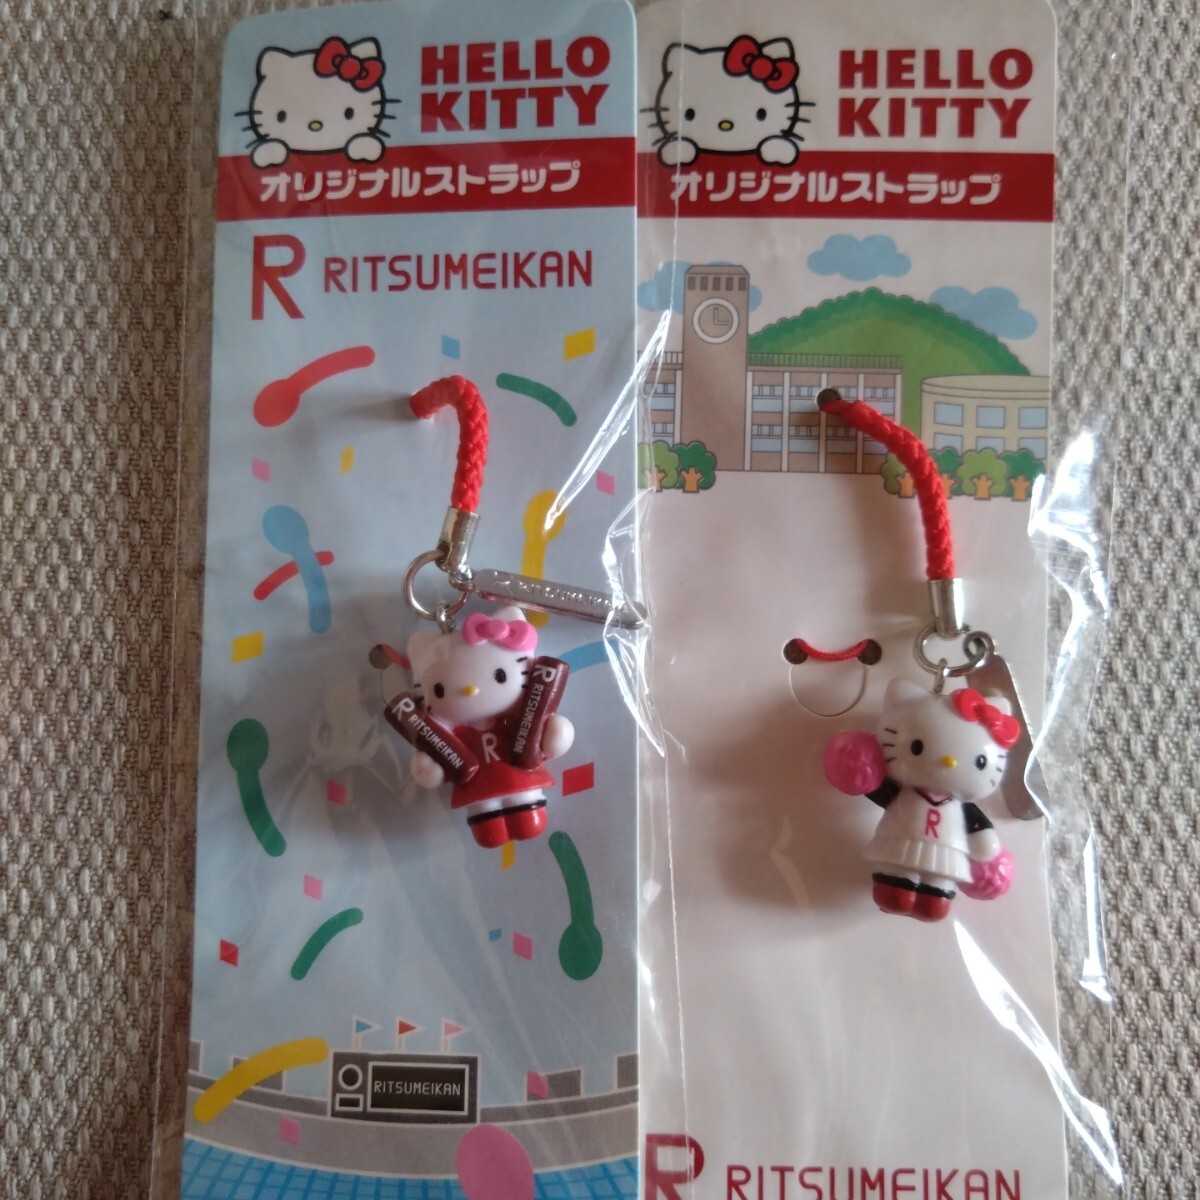 HELLO
KITTY
オリジナルストラップ
R RITSUMEIKAN
RITSUMEIKAN
R RITSUMEIKAN
R RITSUMEIKAN
R
RITSUMEIKAN
HELLO
KITTY
オリジナルストラップ
R
R RITSUMEIKAN